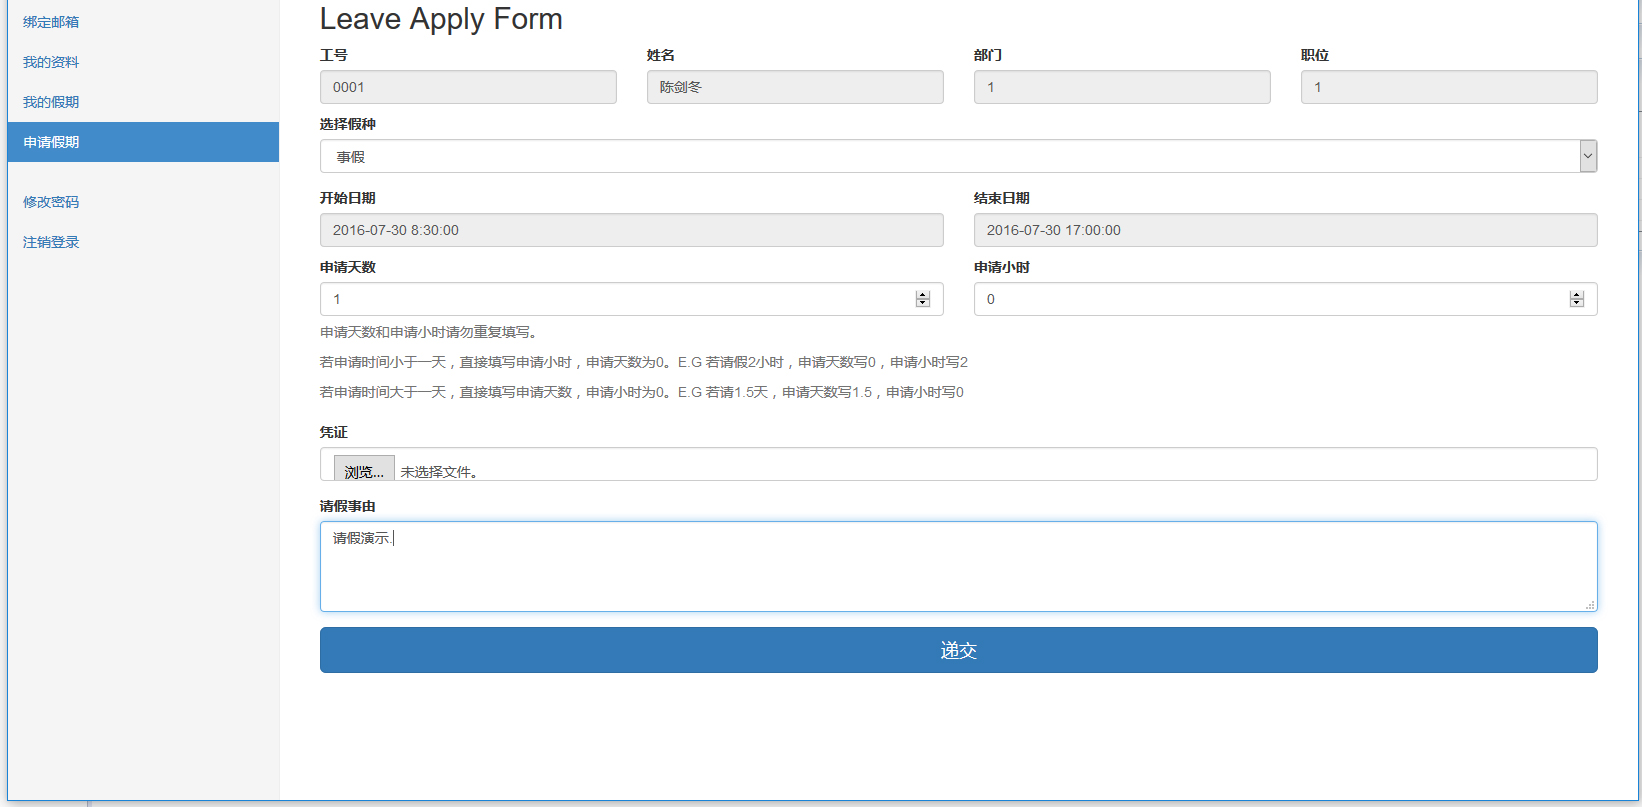 绑定邮箱
我的资料
我的假期
申请假期
修改密码
注销登录
Leave Apply Form
工号 姓名 部门 职位
0001 陈剑冬 1 1
选择假种
事假
开始日期 结束日期
2016-07-30 8:30:00 2016-07-30 17:00:00
申请天数 申请小时
1 0
申请天数和申请小时请勿重复填写。
若申请时间小于一天，直接填写申请小时，申请天数为0。E.G 若请假2小时，申请天数写0，申请小时写2
若申请时间大于一天，直接填写申请天数，申请小时为0。E.G 若请1.5天，申请天数写1.5，申请小时写0
凭证
浏览... 未选择文件。
请假事由
请假演示.
递交